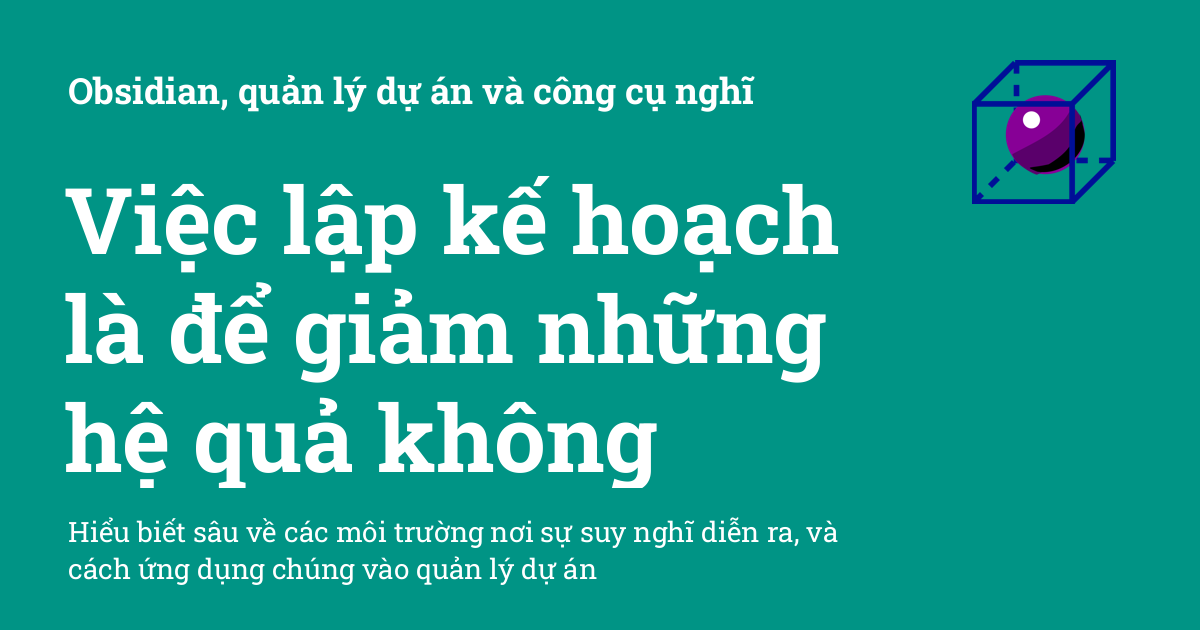 Obsidian, quản lý dự án và công cụ nghĩ
Việc lập kế hoạch
là để giảm những
hệ quả không
Hiểu biết sâu về các môi trường nơi sự suy nghĩ diễn ra, và
cách ứng dụng chúng vào quản lý dự án